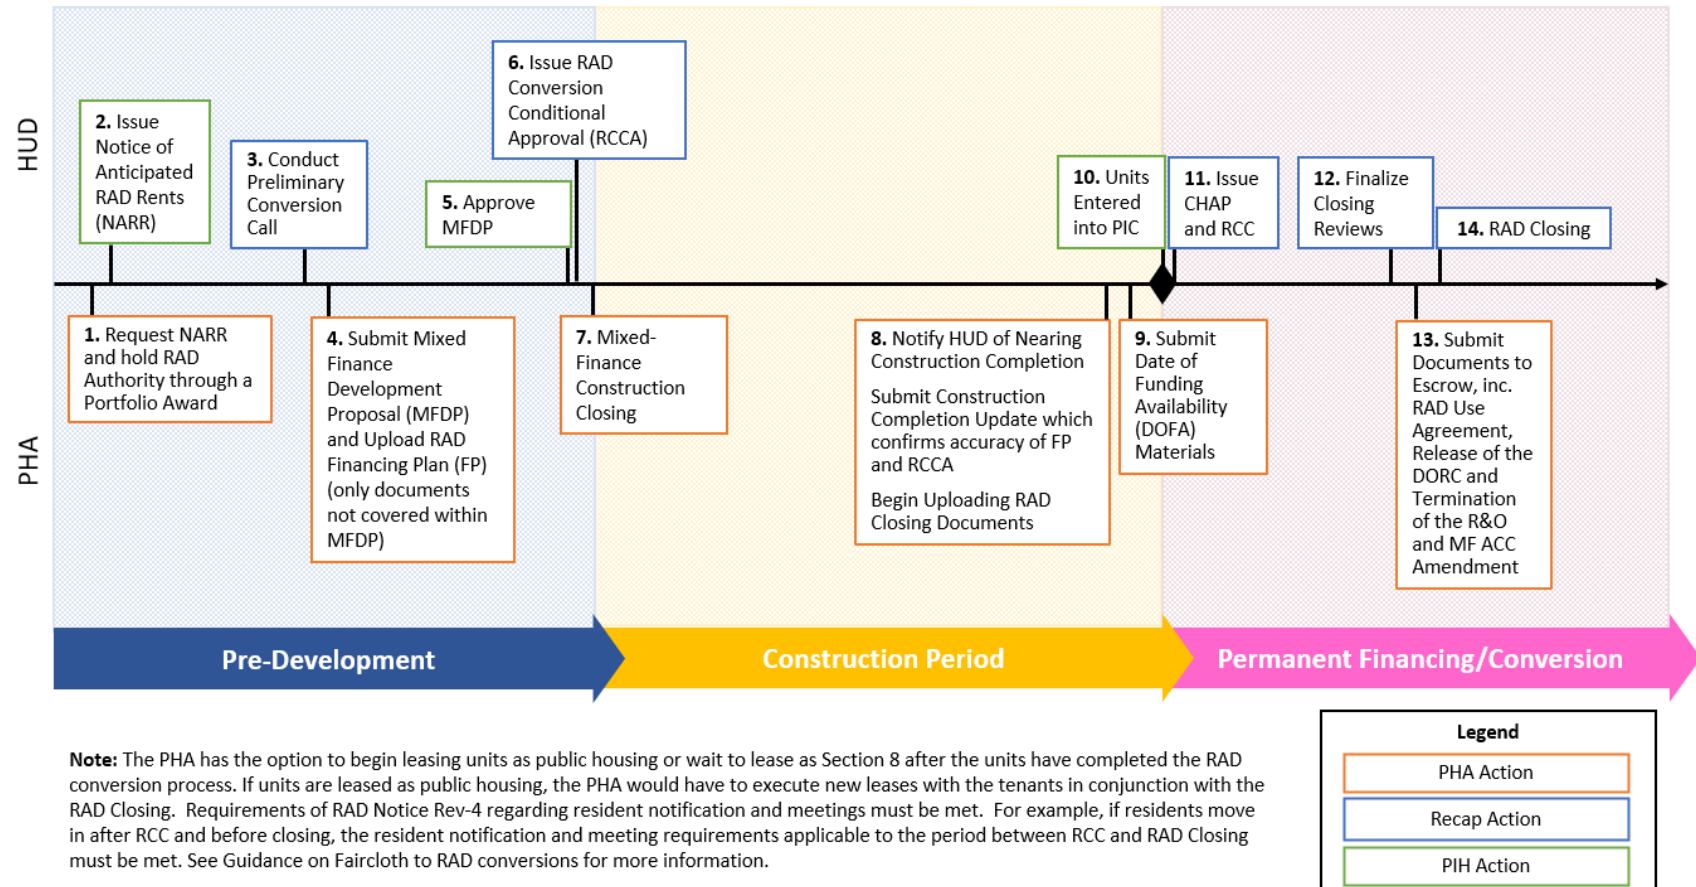 HUD
PHA
6. Issue RAD
Conversion
Conditional
Approval (RCCA)
2. Issue
Notice of
Anticipated
RAD Rents
(NARR)
3. Conduct
Preliminary
Conversion
Call
5. Approve
MFDP
10. Units
Entered
into PIC
11. Issue
CHAP
and RCC
12. Finalize
Closing
Reviews
14. RAD Closing
1. Request NARR
and hold RAD
Authority through a
Portfolio Award
4. Submit Mixed
Finance
Development
Proposal (MFDP)
and Upload RAD
Financing Plan (FP)
(only documents
not covered within
MFDP)
7. Mixed-
Finance
Construction
Closing
8. Notify HUD of Nearing
Construction Completion
Submit Construction
Completion Update which
confirms accuracy of FP
and RCCA
Begin Uploading RAD
Closing Documents
9. Submit
Date of
Funding
Availability
(DOFA)
Materials
13. Submit
Documents to
Escrow, inc.
RAD Use
Agreement,
Release of the
DORC and
Termination
of the R&O
and MF ACC
Amendment
Pre-Development
Construction Period
Permanent Financing/Conversion
Note: The PHA has the option to begin leasing units as public housing or wait to lease as Section 8 after the units have completed the RAD
conversion process. If units are leased as public housing, the PHA would have to execute new leases with the tenants in conjunction with the
RAD Closing. Requirements of RAD Notice Rev-4 regarding resident notification and meetings must be met. For example, if residents move
in after RCC and before closing, the resident notification and meeting requirements applicable to the period between RCC and RAD Closing
must be met. See Guidance on Faircloth to RAD conversions for more information.
Legend
PHA Action
Recap Action
PIH Action